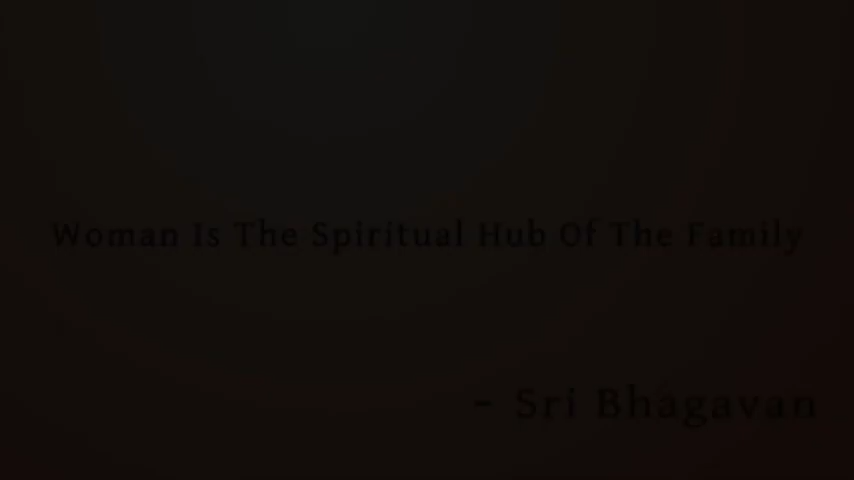 Woman Is The Spiritual Hub Of The Family
- Sri Bhagavan